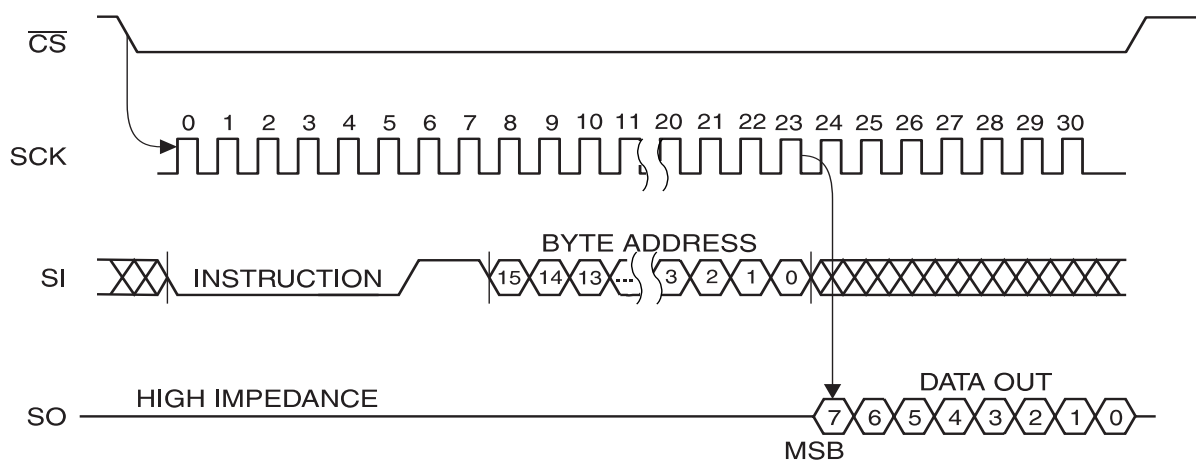 CS
0 1 2 3 4 5 6 7 8 9 10 11 20 21 22 23 24 25 26 27 28 29 30
SCK
BYTE ADDRESS
SI INSTRUCTION 15 14 13 ---- 3 2 1 0
HIGH IMPEDANCE DATA OUT
SO 7 6 5 4 3 2 1 0
MSB